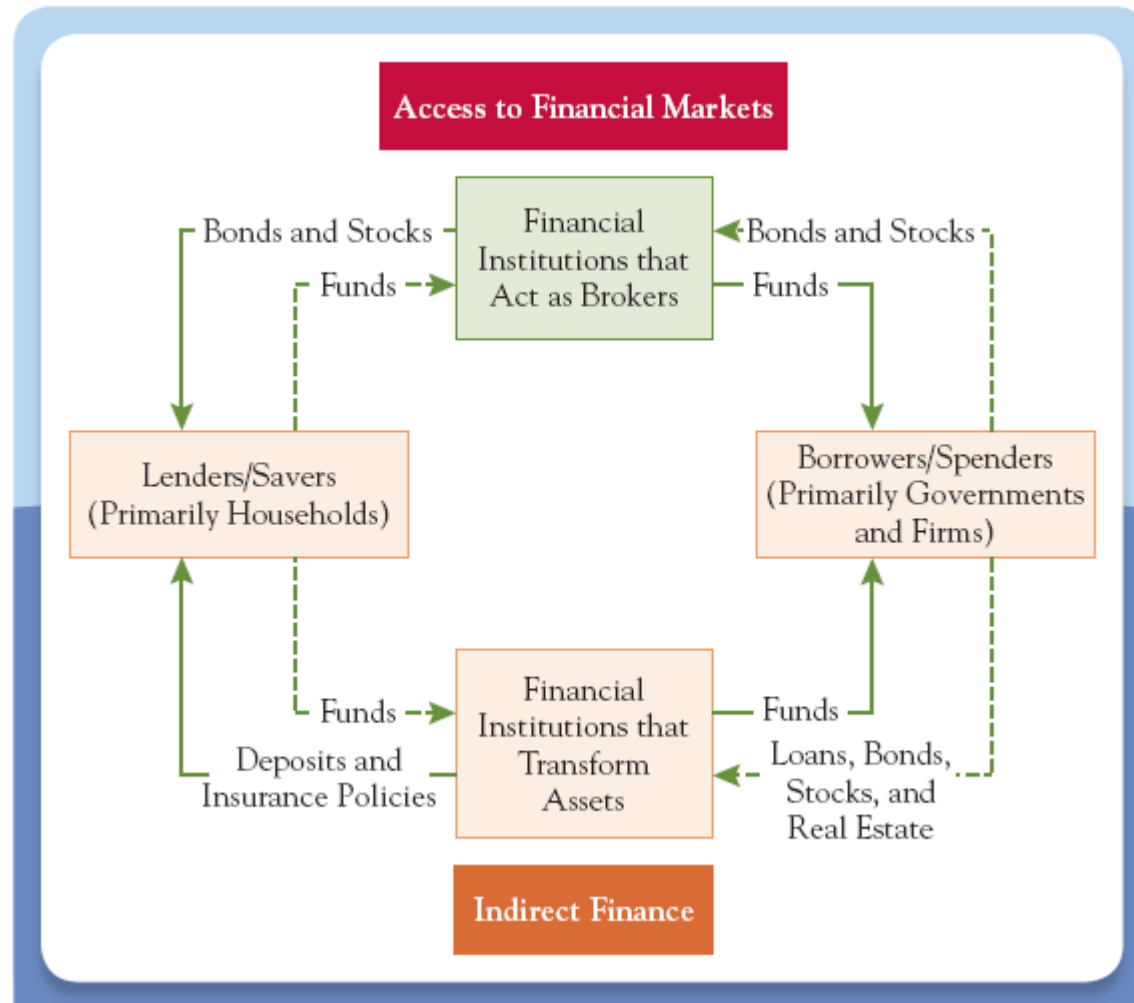 Access to Financial Markets
Bonds and Stocks
Financial
Institutions that
Act as Brokers
Bonds and Stocks
Funds
Funds
Lenders/Savers
(Primarily Households)
Borrowers/Spenders
(Primarily Governments
and Firms)
Funds
Financial
Institutions that
Transform
Assets
Funds
Deposits and
Insurance Policies
Loans, Bonds,
Stocks, and
Real Estate
Indirect Finance